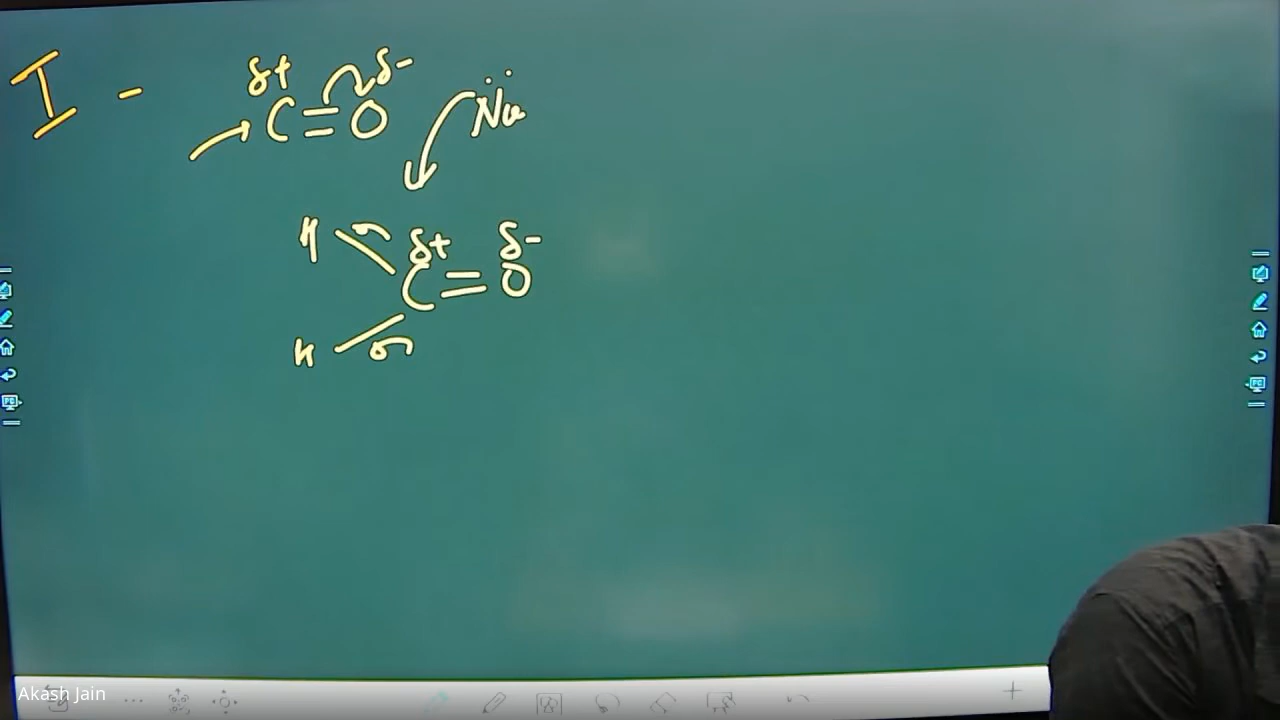 I - δ+ C = O δ-
Nu
H δ+ δ-
C = O
H
Akash Jain